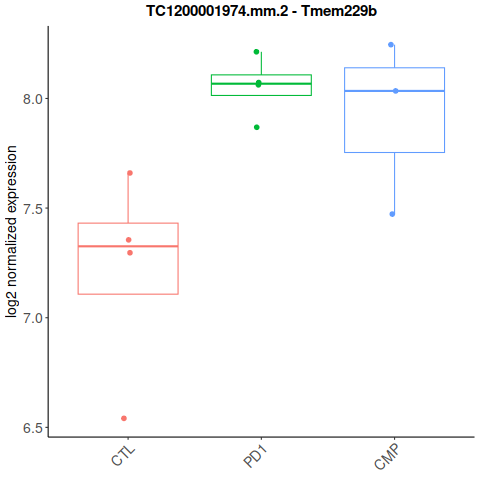 TC1200001974.mm.2 - Tmem229b
log2 normalized expression
8.0
7.5
7.0
6.5
CTL
PD1
CMP